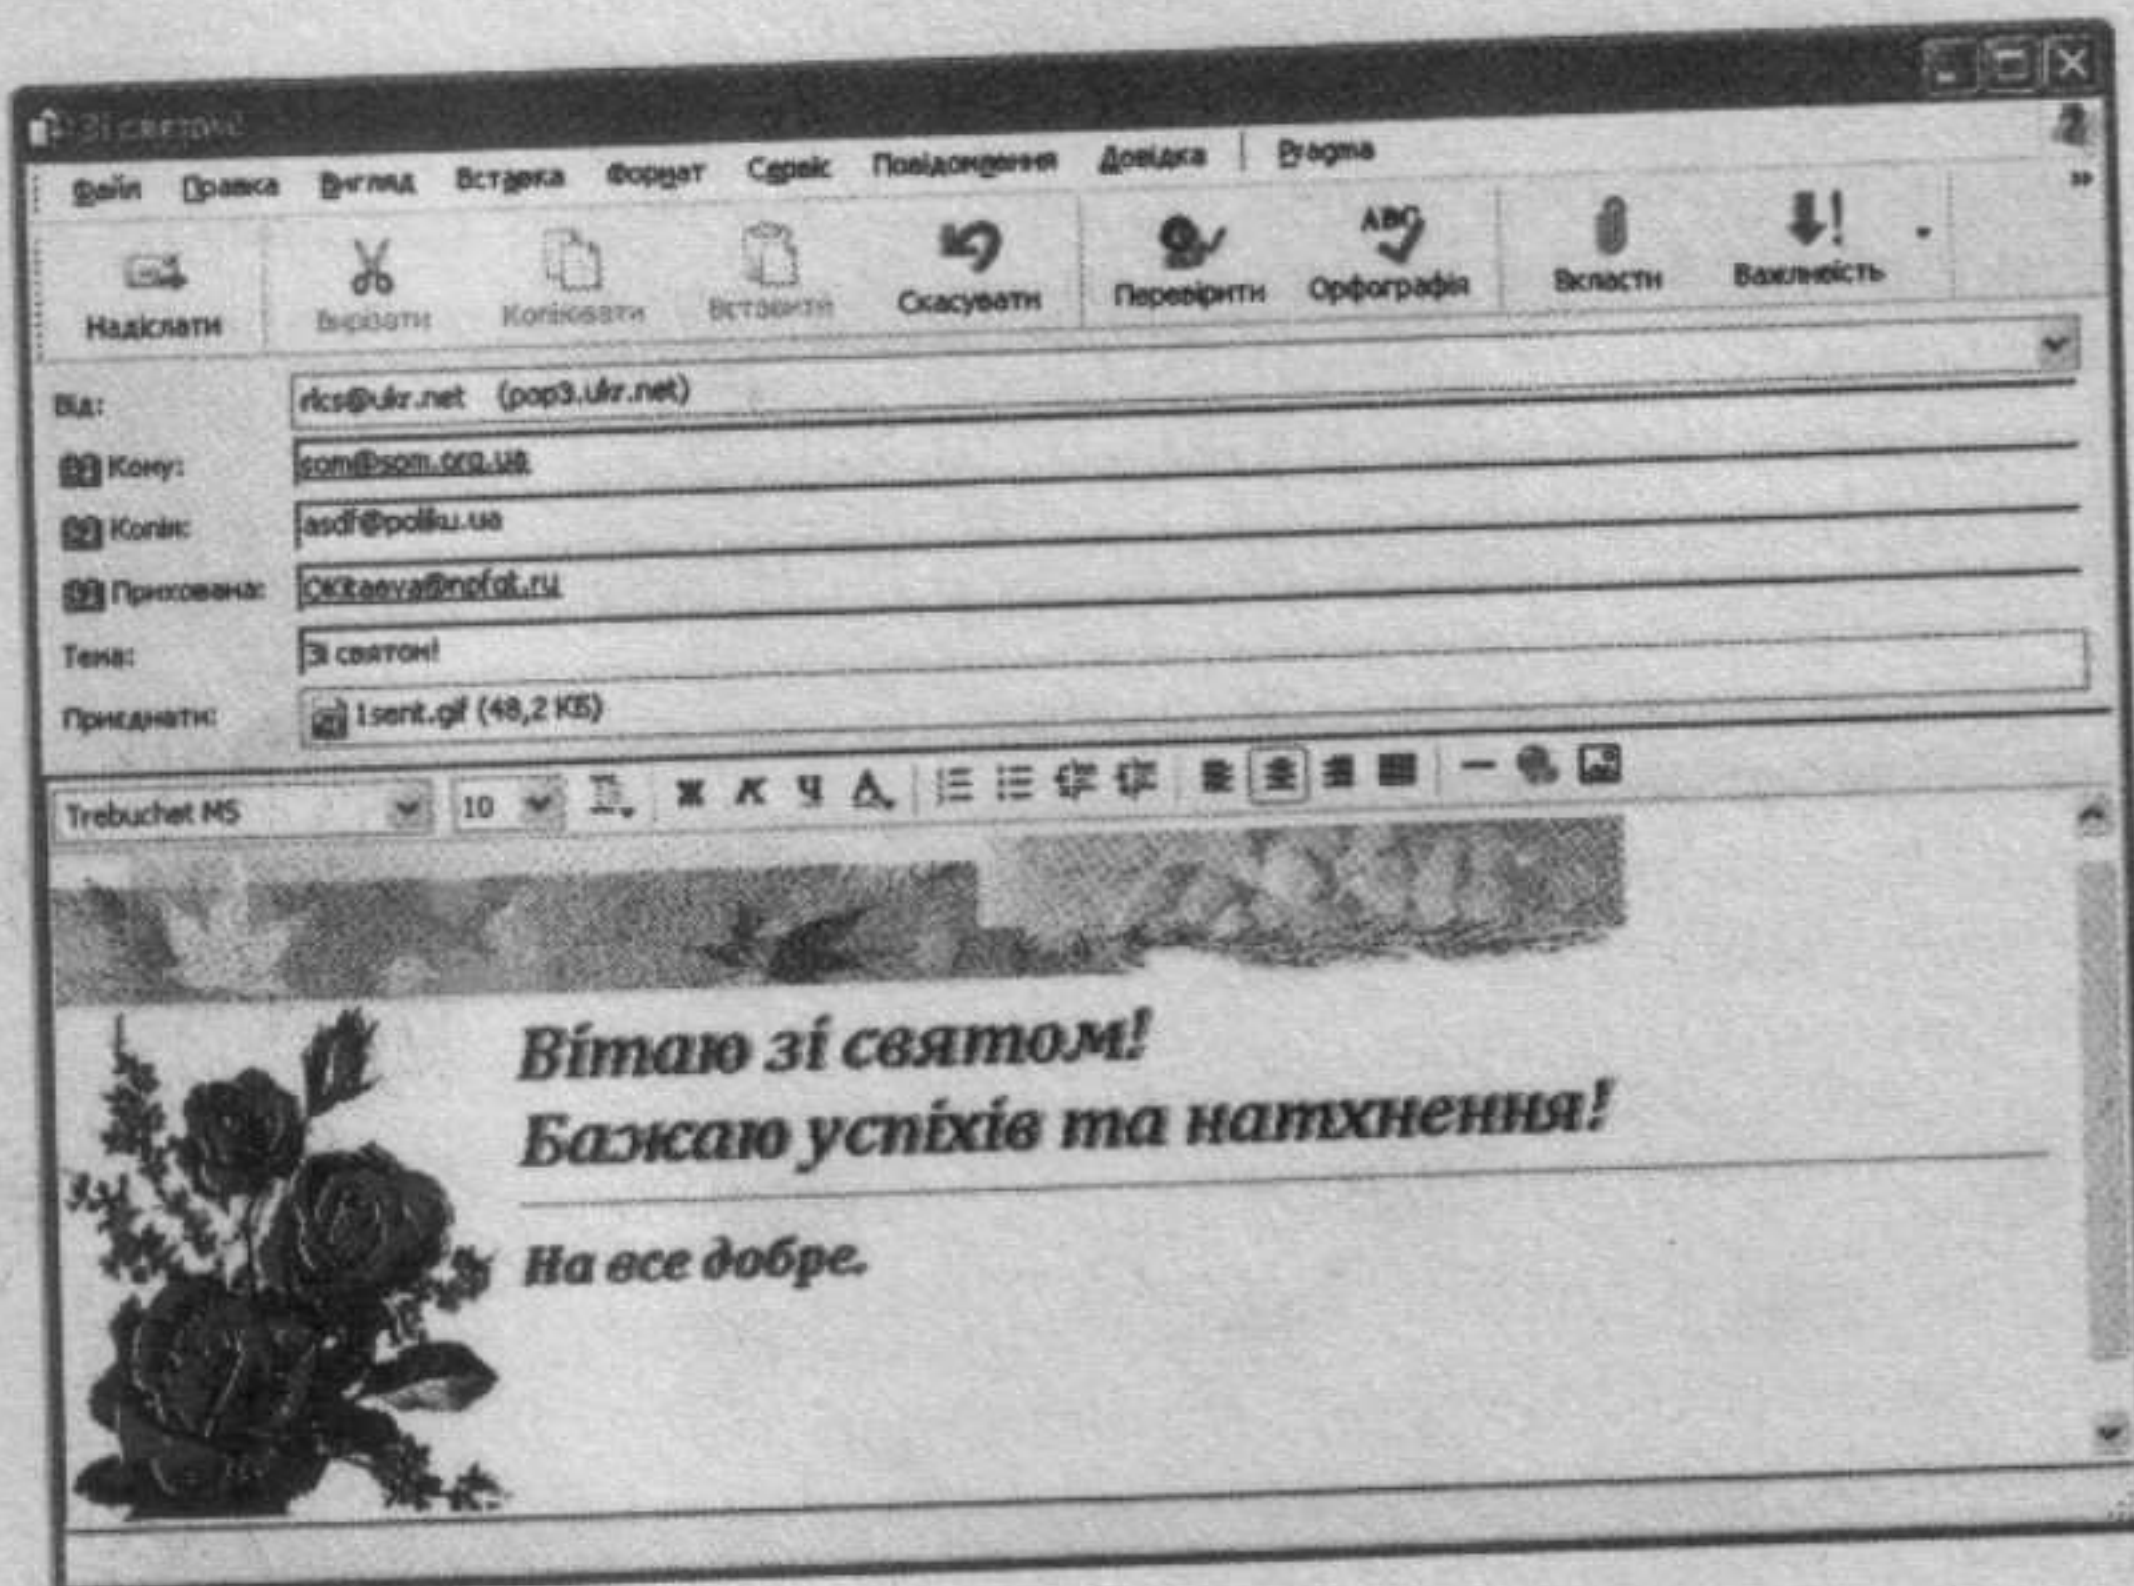 Зі святом!
Файл Правка Вигляд Вставка Формат Сервіс Повідомлення Довідка Pragma
Надіслати Вирізати Копіювати Вставити Скасувати Перевірити Орфографія Вкласти Важливість
Від: rlcs@ukr.net (pop3.ukr.net)
Кому: som@som.org.ua
Копія: asdf@poliku.ua
Прихована: OKitaeva@npfgt.ru
Тема: Зі святом!
Приєднати: 1sent.gif (48,2 КБ)
Trebuchet MS 10 Ж К Ч А
Вітаю зі святом!
Бажаю успіхів та натхнення!
На все добре.